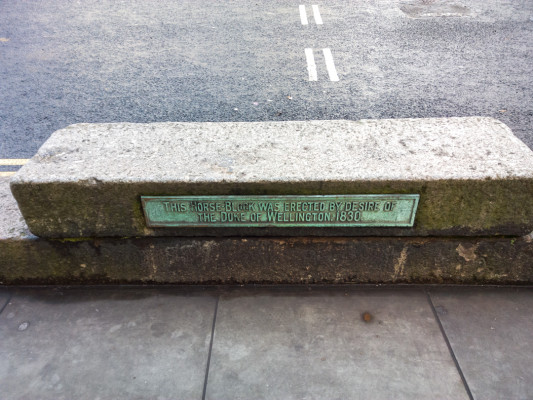 THIS HORSE BLOCK WAS ERECTED BY DESIRE OF
THE DUKE OF WELLINGTON 1830